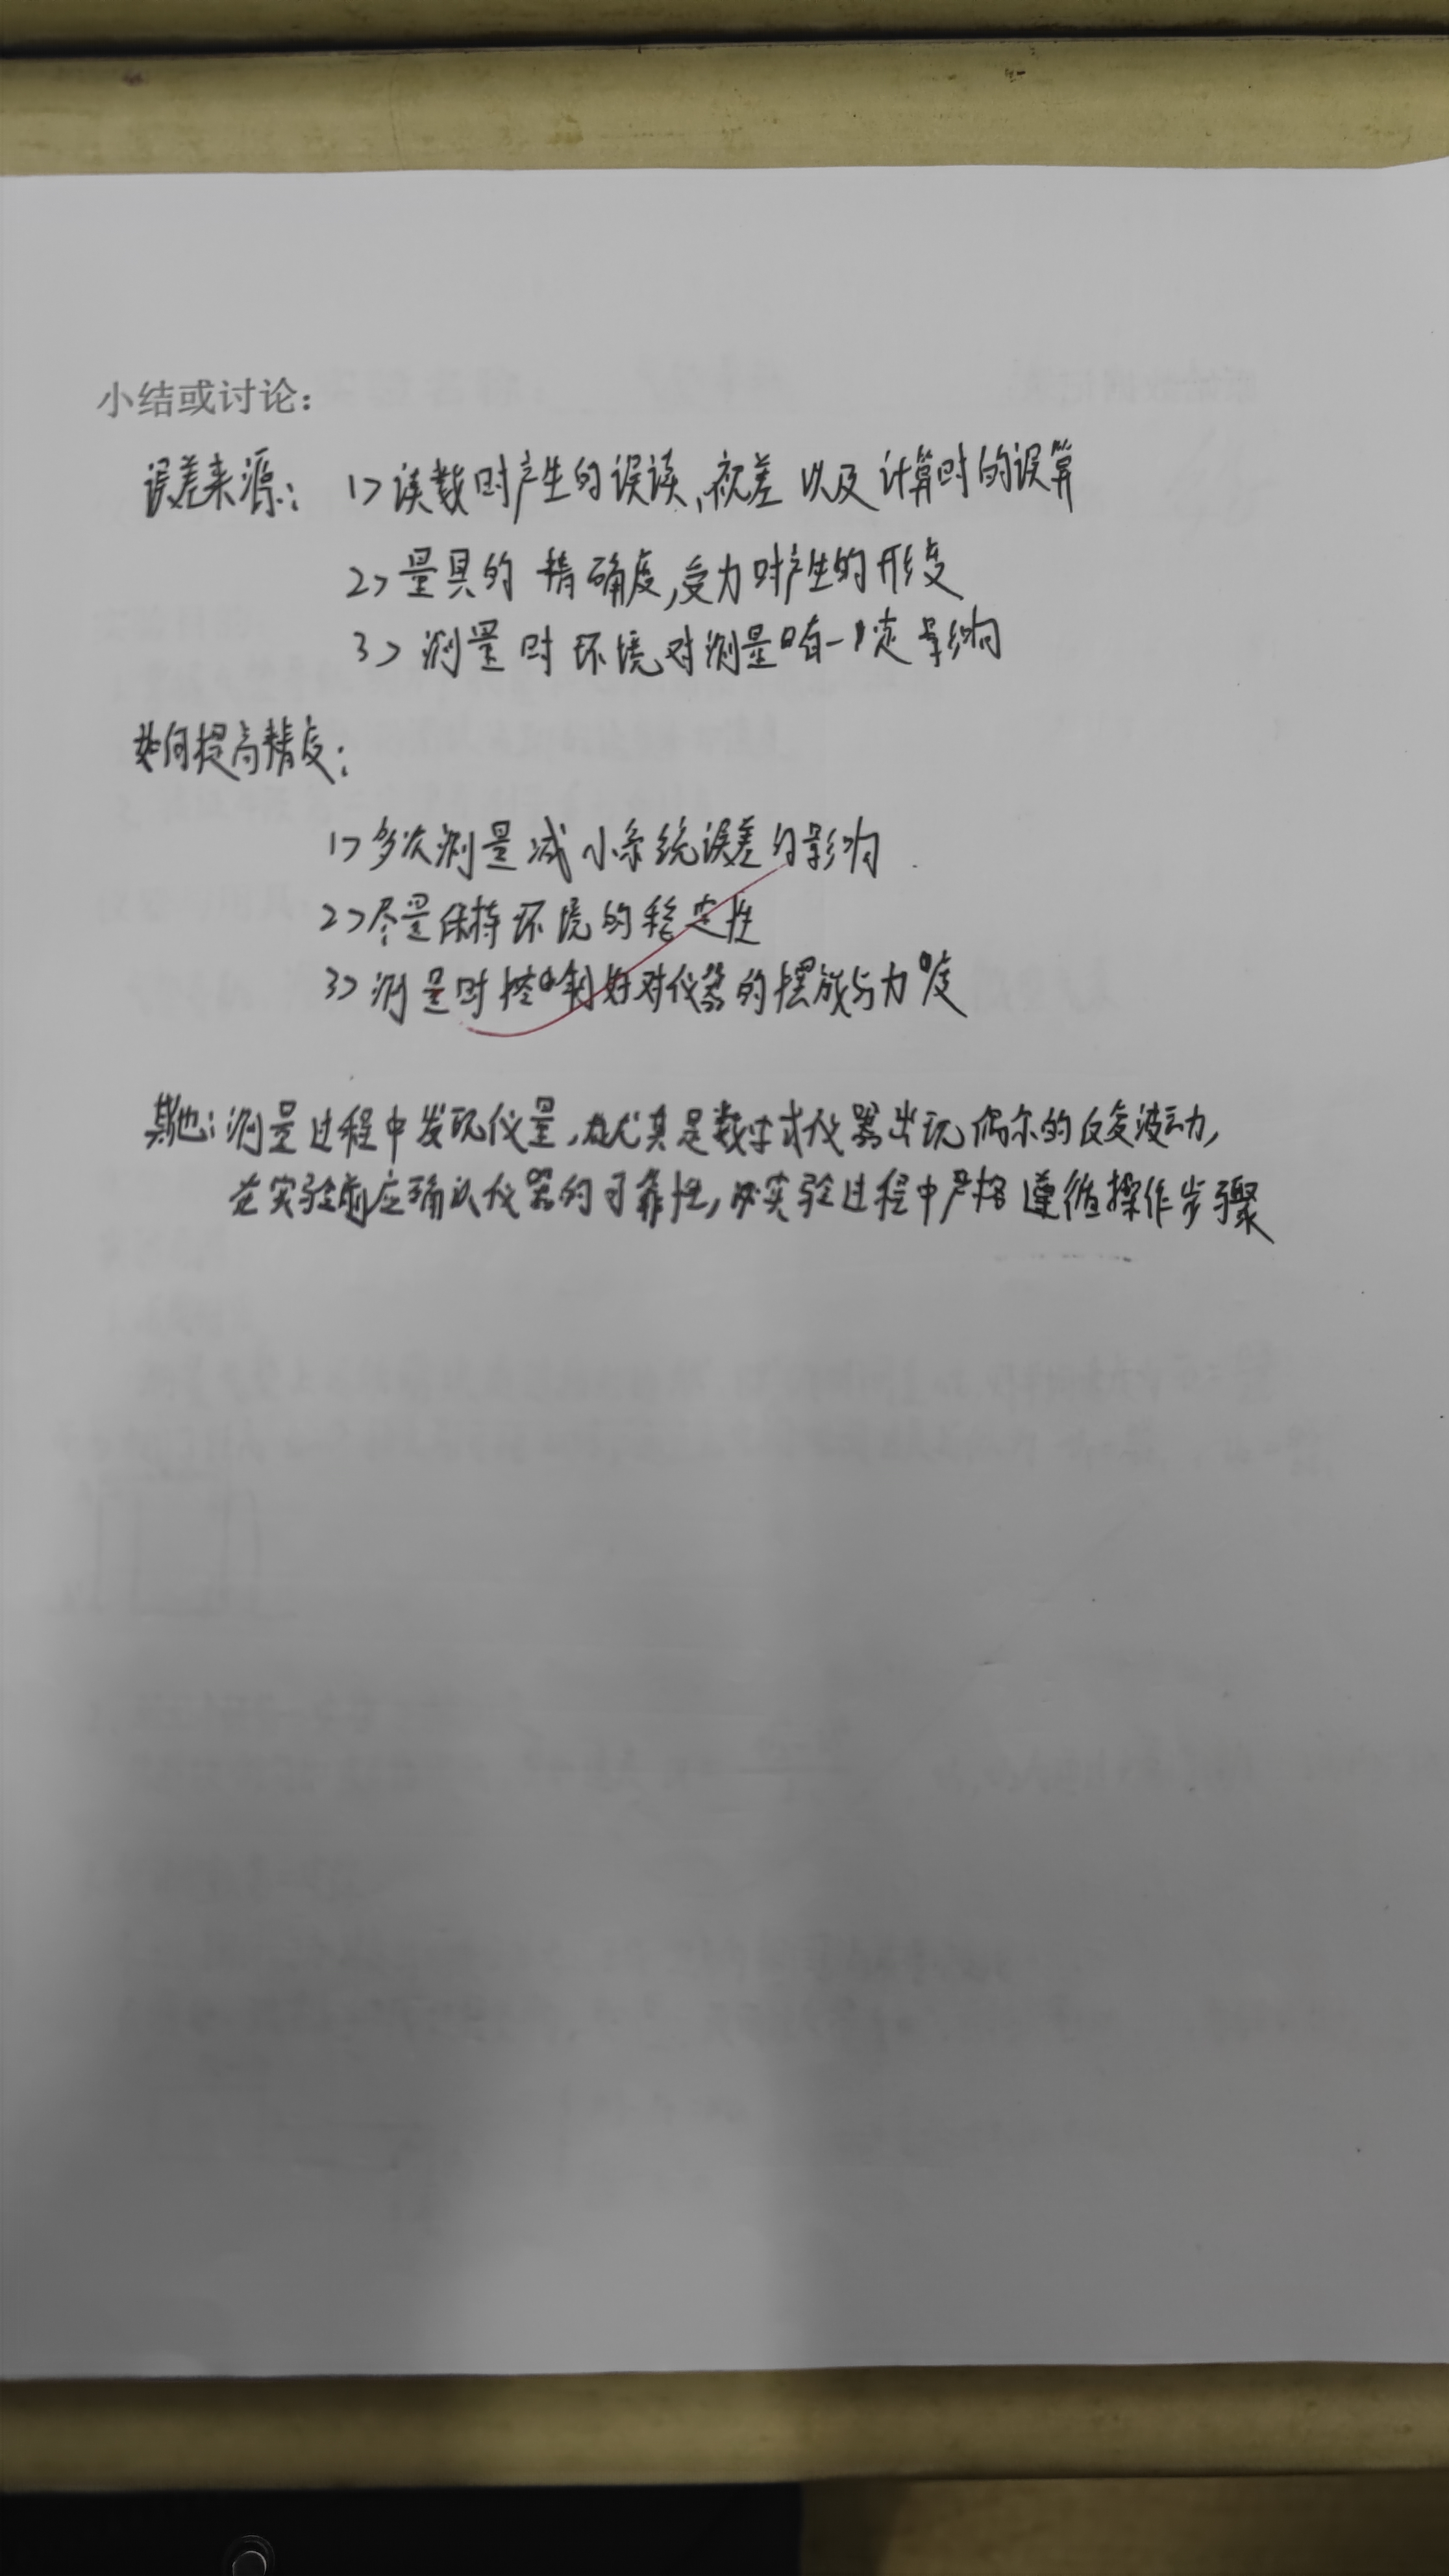 小结或讨论：
误差来源： 1> 读数时产生的误读、视差 以及计算时的误算
2> 量具的 精确度,受力时产生的形变
3> 测量时 环境对测量有一定影响
如何提高精度：
1> 多次测量减小系统误差的影响
2> 尽量保持环境的稳定性
3> 测量时控制好对仪器的摆放与力度
其他：测量过程中发现仪量,尤其是数字式仪器出现偶尔的反复波动,
在实验前应确认仪器的可靠性,实验过程中严格遵循操作步骤